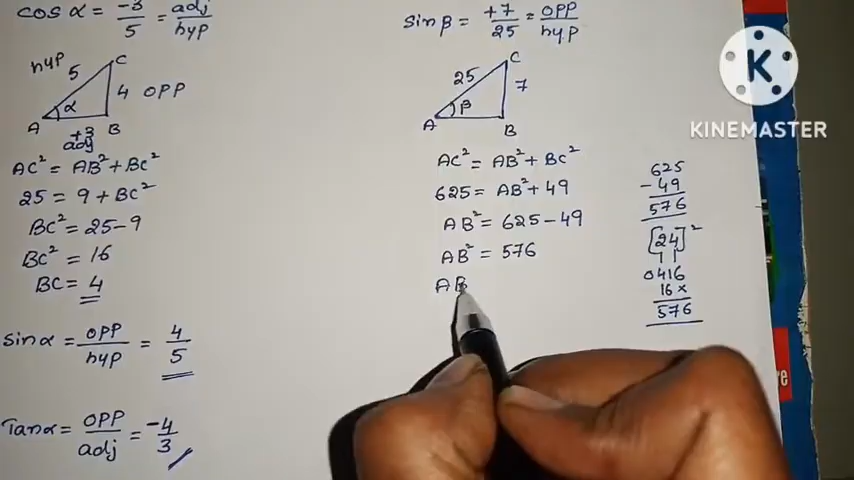 cos α = -3/5 = adj/hyp
hyp 5 C
4 opp
α
A +3 B
adj
AC² = AB² + BC²
25 = 9 + BC²
BC² = 25 - 9
BC² = 16
BC = 4
sin α = opp/hyp = 4/5
Tan α = opp/adj = -4/3
sin β = +7/25 = opp/hyp
25 C
7
β
A B
AC² = AB² + BC²
625 = AB² + 49
AB² = 625 - 49
AB² = 576
AB
625
- 49
576
[24]²
0416
16×
576
K
KINEMASTER